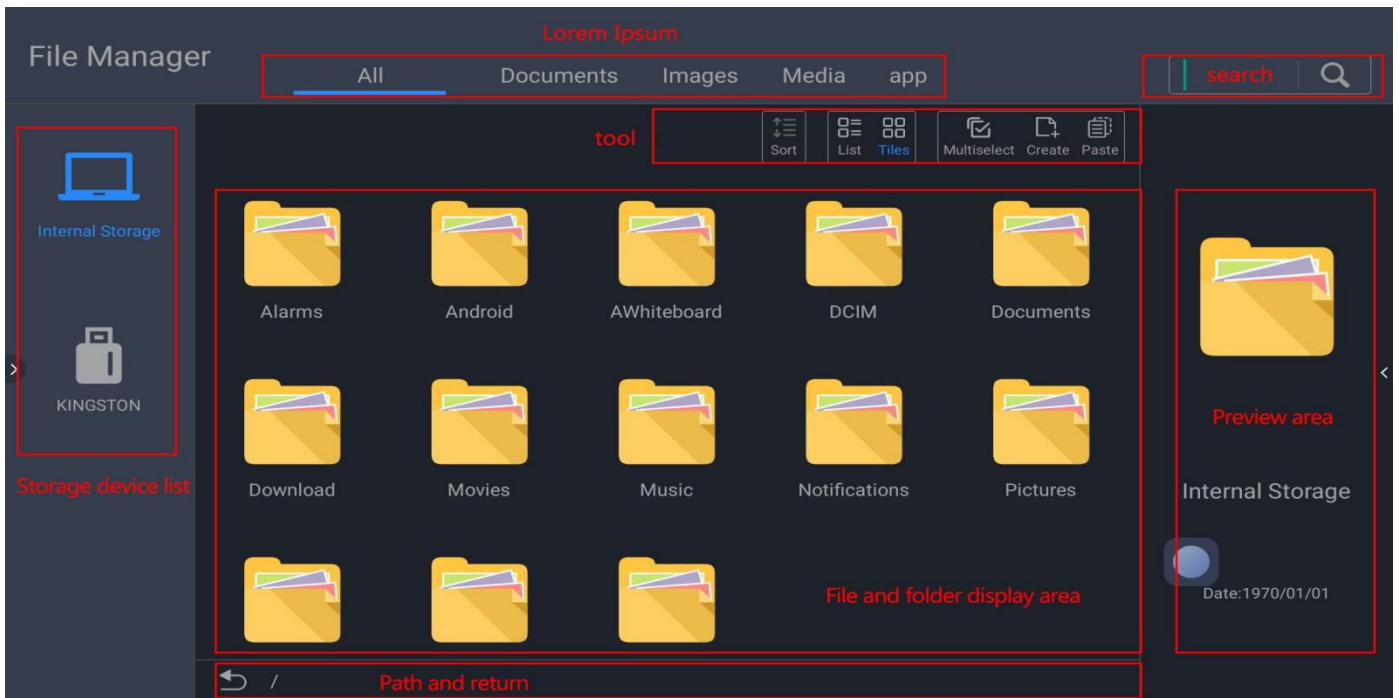 Lorem Ipsum
File Manager
All Documents Images Media app
search
tool
Sort List Tiles Multiselect Create Paste
Internal Storage
KINGSTON
Storage device list
Alarms Android AWhiteboard DCIM Documents
Download Movies Music Notifications Pictures
File and folder display area
Preview area
Internal Storage
Date:1970/01/01
/ Path and return